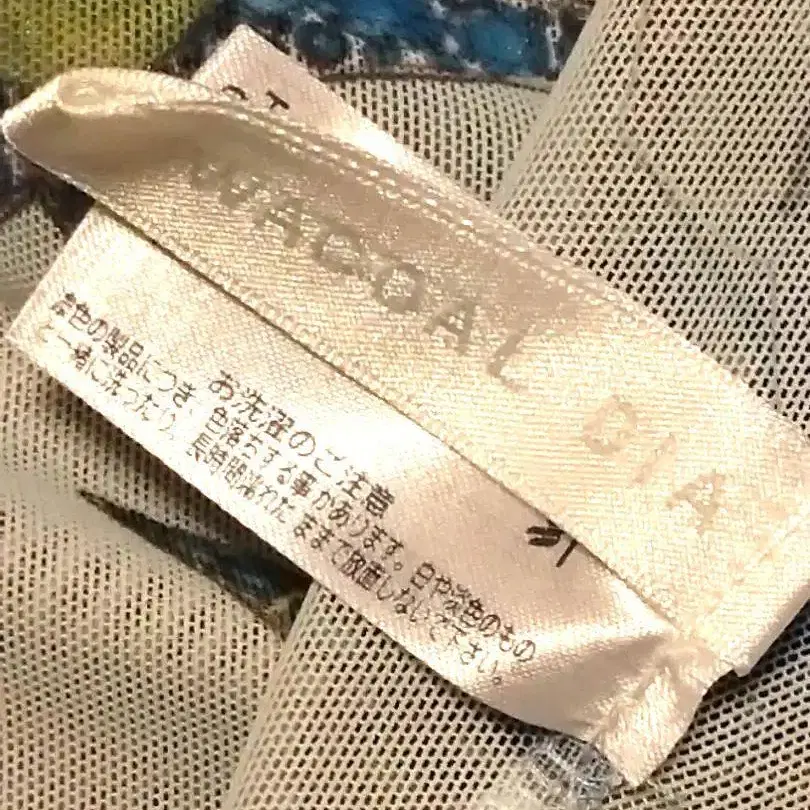 WACOAL DIA
お洗濯のご注意
濃色の製品につき、色落ちする事があります。白や淡色のもの
と一緒に洗ったり、長時間濡れたままで放置しないで下さい。